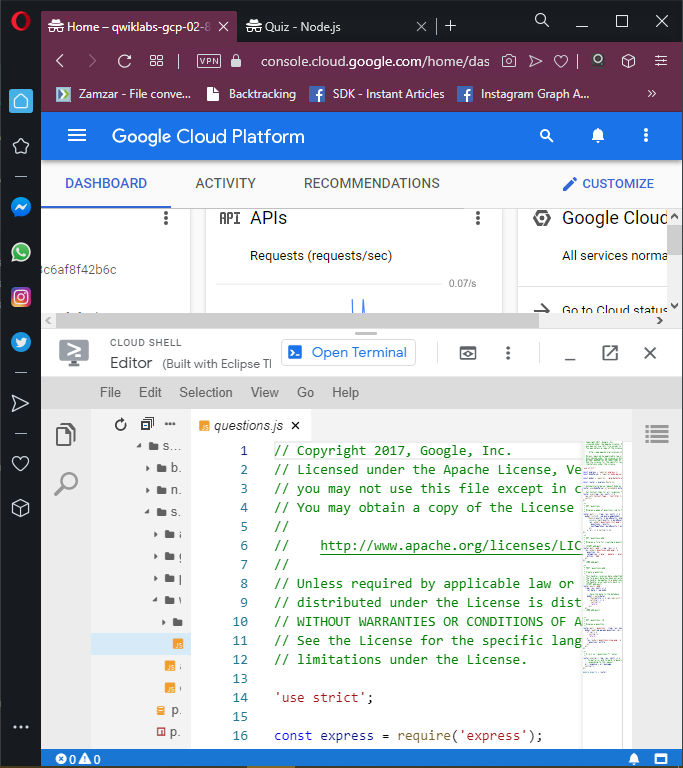 Home – qwiklabs-gcp-02-8
Quiz - Node.js
VPN
console.cloud.google.com/home/das
Zamzar - File conve...
Backtracking
SDK - Instant Articles
Instagram Graph A...
»
Google Cloud Platform
DASHBOARD
ACTIVITY
RECOMMENDATIONS
CUSTOMIZE
3c6af8f42b6c
API APIs
Requests (requests/sec)
0.07/s
Google Cloud
All services norma
Go to Cloud status
CLOUD SHELL
Editor (Built with Eclipse Tl
Open Terminal
File Edit Selection View Go Help
questions.js
s...
b.
n.
s.
p.
p.
1 // Copyright 2017, Google, Inc.
2 // Licensed under the Apache License, Ve
3 // you may not use this file except in c
4 // You may obtain a copy of the License
5 //
6 // http://www.apache.org/licenses/LIC
7 //
8 // Unless required by applicable law or
9 // distributed under the License is dist
10 // WITHOUT WARRANTIES OR CONDITIONS OF A
11 // See the License for the specific lang
12 // limitations under the License.
13
14 'use strict';
15
16 const express = require('express');
0 0